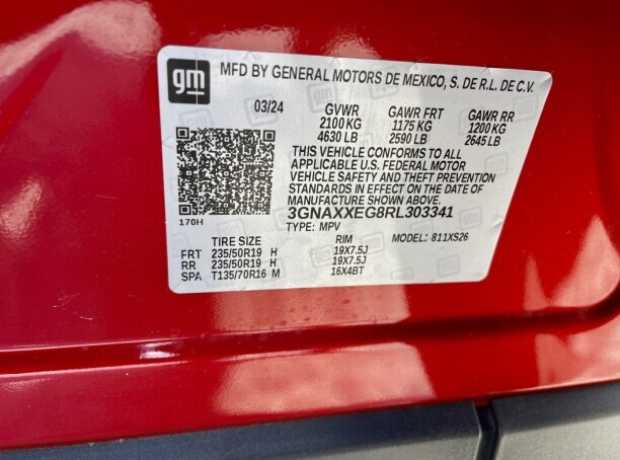 gm MFD BY GENERAL MOTORS DE MEXICO, S. DE R.L. DE C.V.
03/24 GVWR GAWR FRT GAWR RR
2100 KG 1175 KG 1200 KG
4630 LB 2590 LB 2645 LB
THIS VEHICLE CONFORMS TO ALL
APPLICABLE U.S. FEDERAL MOTOR
VEHICLE SAFETY AND THEFT PREVENTION
STANDARDS IN EFFECT ON THE DATE OF
MANUFACTURE SHOWN ABOVE.
170H 3GNAXXEG8RL303341
TYPE: MPV MODEL: 811XS26
TIRE SIZE RIM
FRT 235/50R19 H 19X7.5J
RR 235/50R19 H 19X7.5J
SPA T135/70R16 M 16X4BT